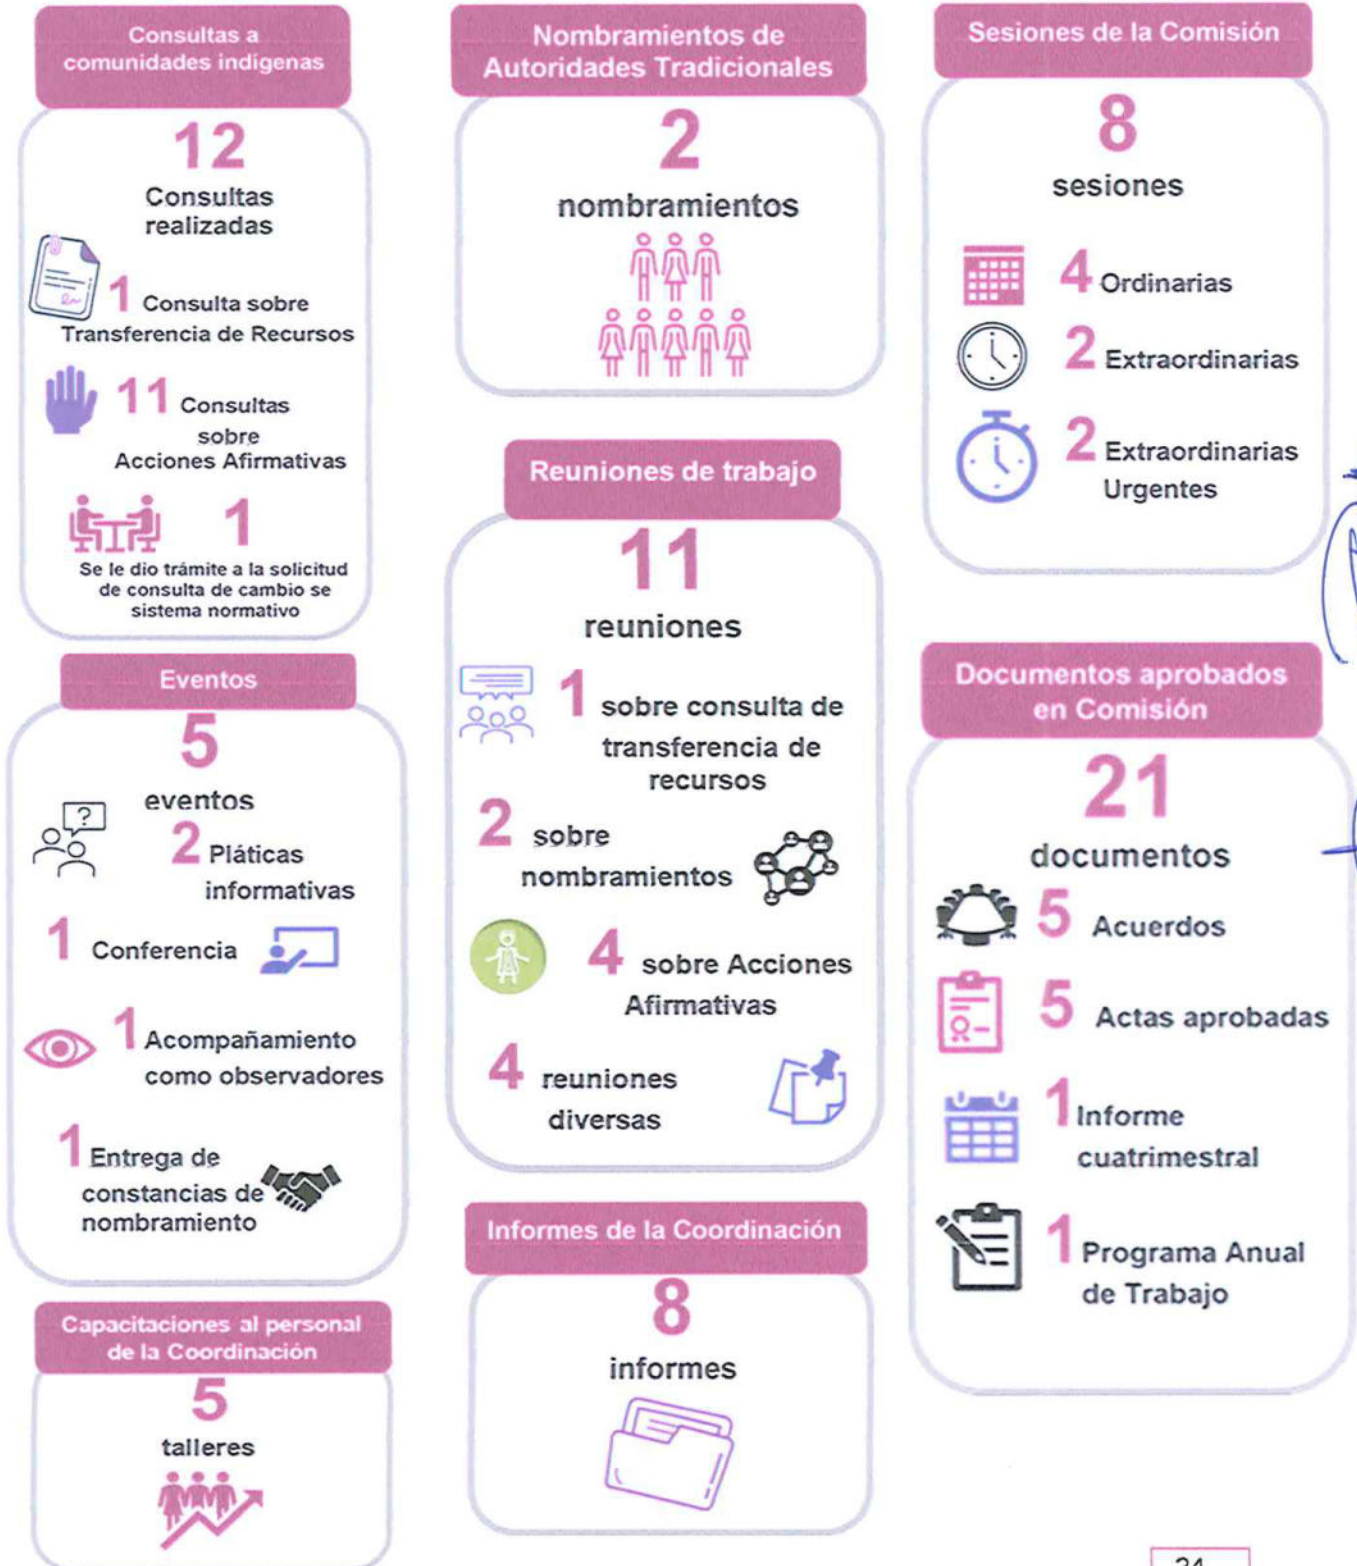 Consultas a
comunidades indígenas
12
Consultas
realizadas
1 Consulta sobre
Transferencia de Recursos
11 Consultas
sobre
Acciones Afirmativas
1
Se le dio trámite a la solicitud
de consulta de cambio se
sistema normativo
Eventos
5
eventos
?
2 Pláticas
informativas
1 Conferencia
1 Acompañamiento
como observadores
1 Entrega de
constancias de
nombramiento
Capacitaciones al personal
de la Coordinación
5
talleres
Nombramientos de
Autoridades Tradicionales
2
nombramientos
Reuniones de trabajo
11
reuniones
1 sobre consulta de
transferencia de
recursos
2 sobre
nombramientos
4 sobre Acciones
Afirmativas
4 reuniones
diversas
Informes de la Coordinación
8
informes
Sesiones de la Comisión
8
sesiones
4 Ordinarias
2 Extraordinarias
2 Extraordinarias
Urgentes
Documentos aprobados
en Comisión
21
documentos
5 Acuerdos
5 Actas aprobadas
1 Informe
cuatrimestral
1 Programa Anual
de Trabajo
24